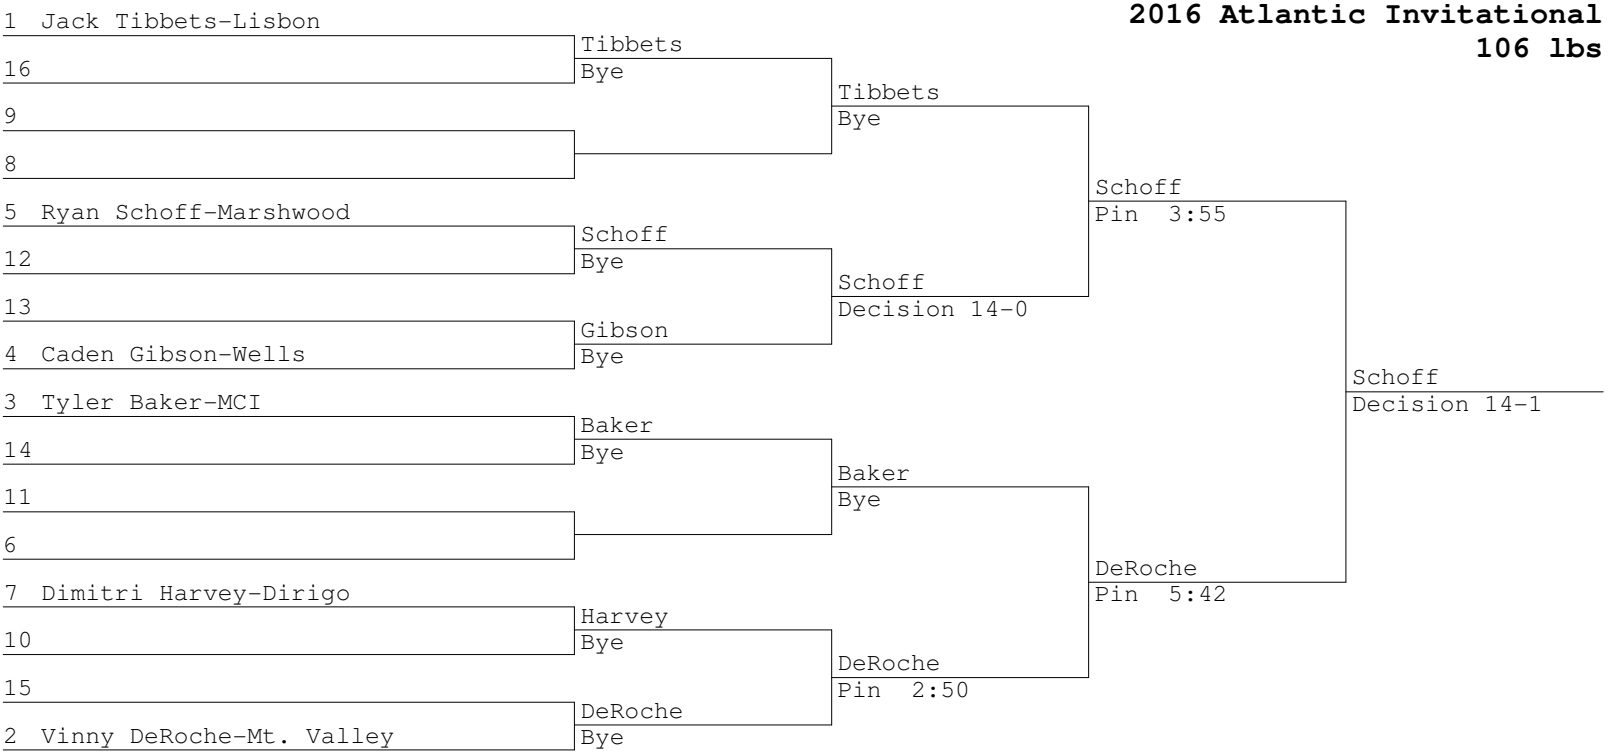 2016 Atlantic Invitational
106 lbs
1 Jack Tibbets-Lisbon
16
9
8
5 Ryan Schoff-Marshwood
12
13
4 Caden Gibson-Wells
3 Tyler Baker-MCI
14
11
6
7 Dimitri Harvey-Dirigo
10
15
2 Vinny DeRoche-Mt. Valley
Tibbets
Bye
Schoff
Bye
Gibson
Bye
Baker
Bye
Harvey
Bye
DeRoche
Bye
Tibbets
Bye
Schoff
Decision 14-0
Baker
Bye
DeRoche
Pin 2:50
Schoff
Pin 3:55
DeRoche
Pin 5:42
Schoff
Decision 14-1